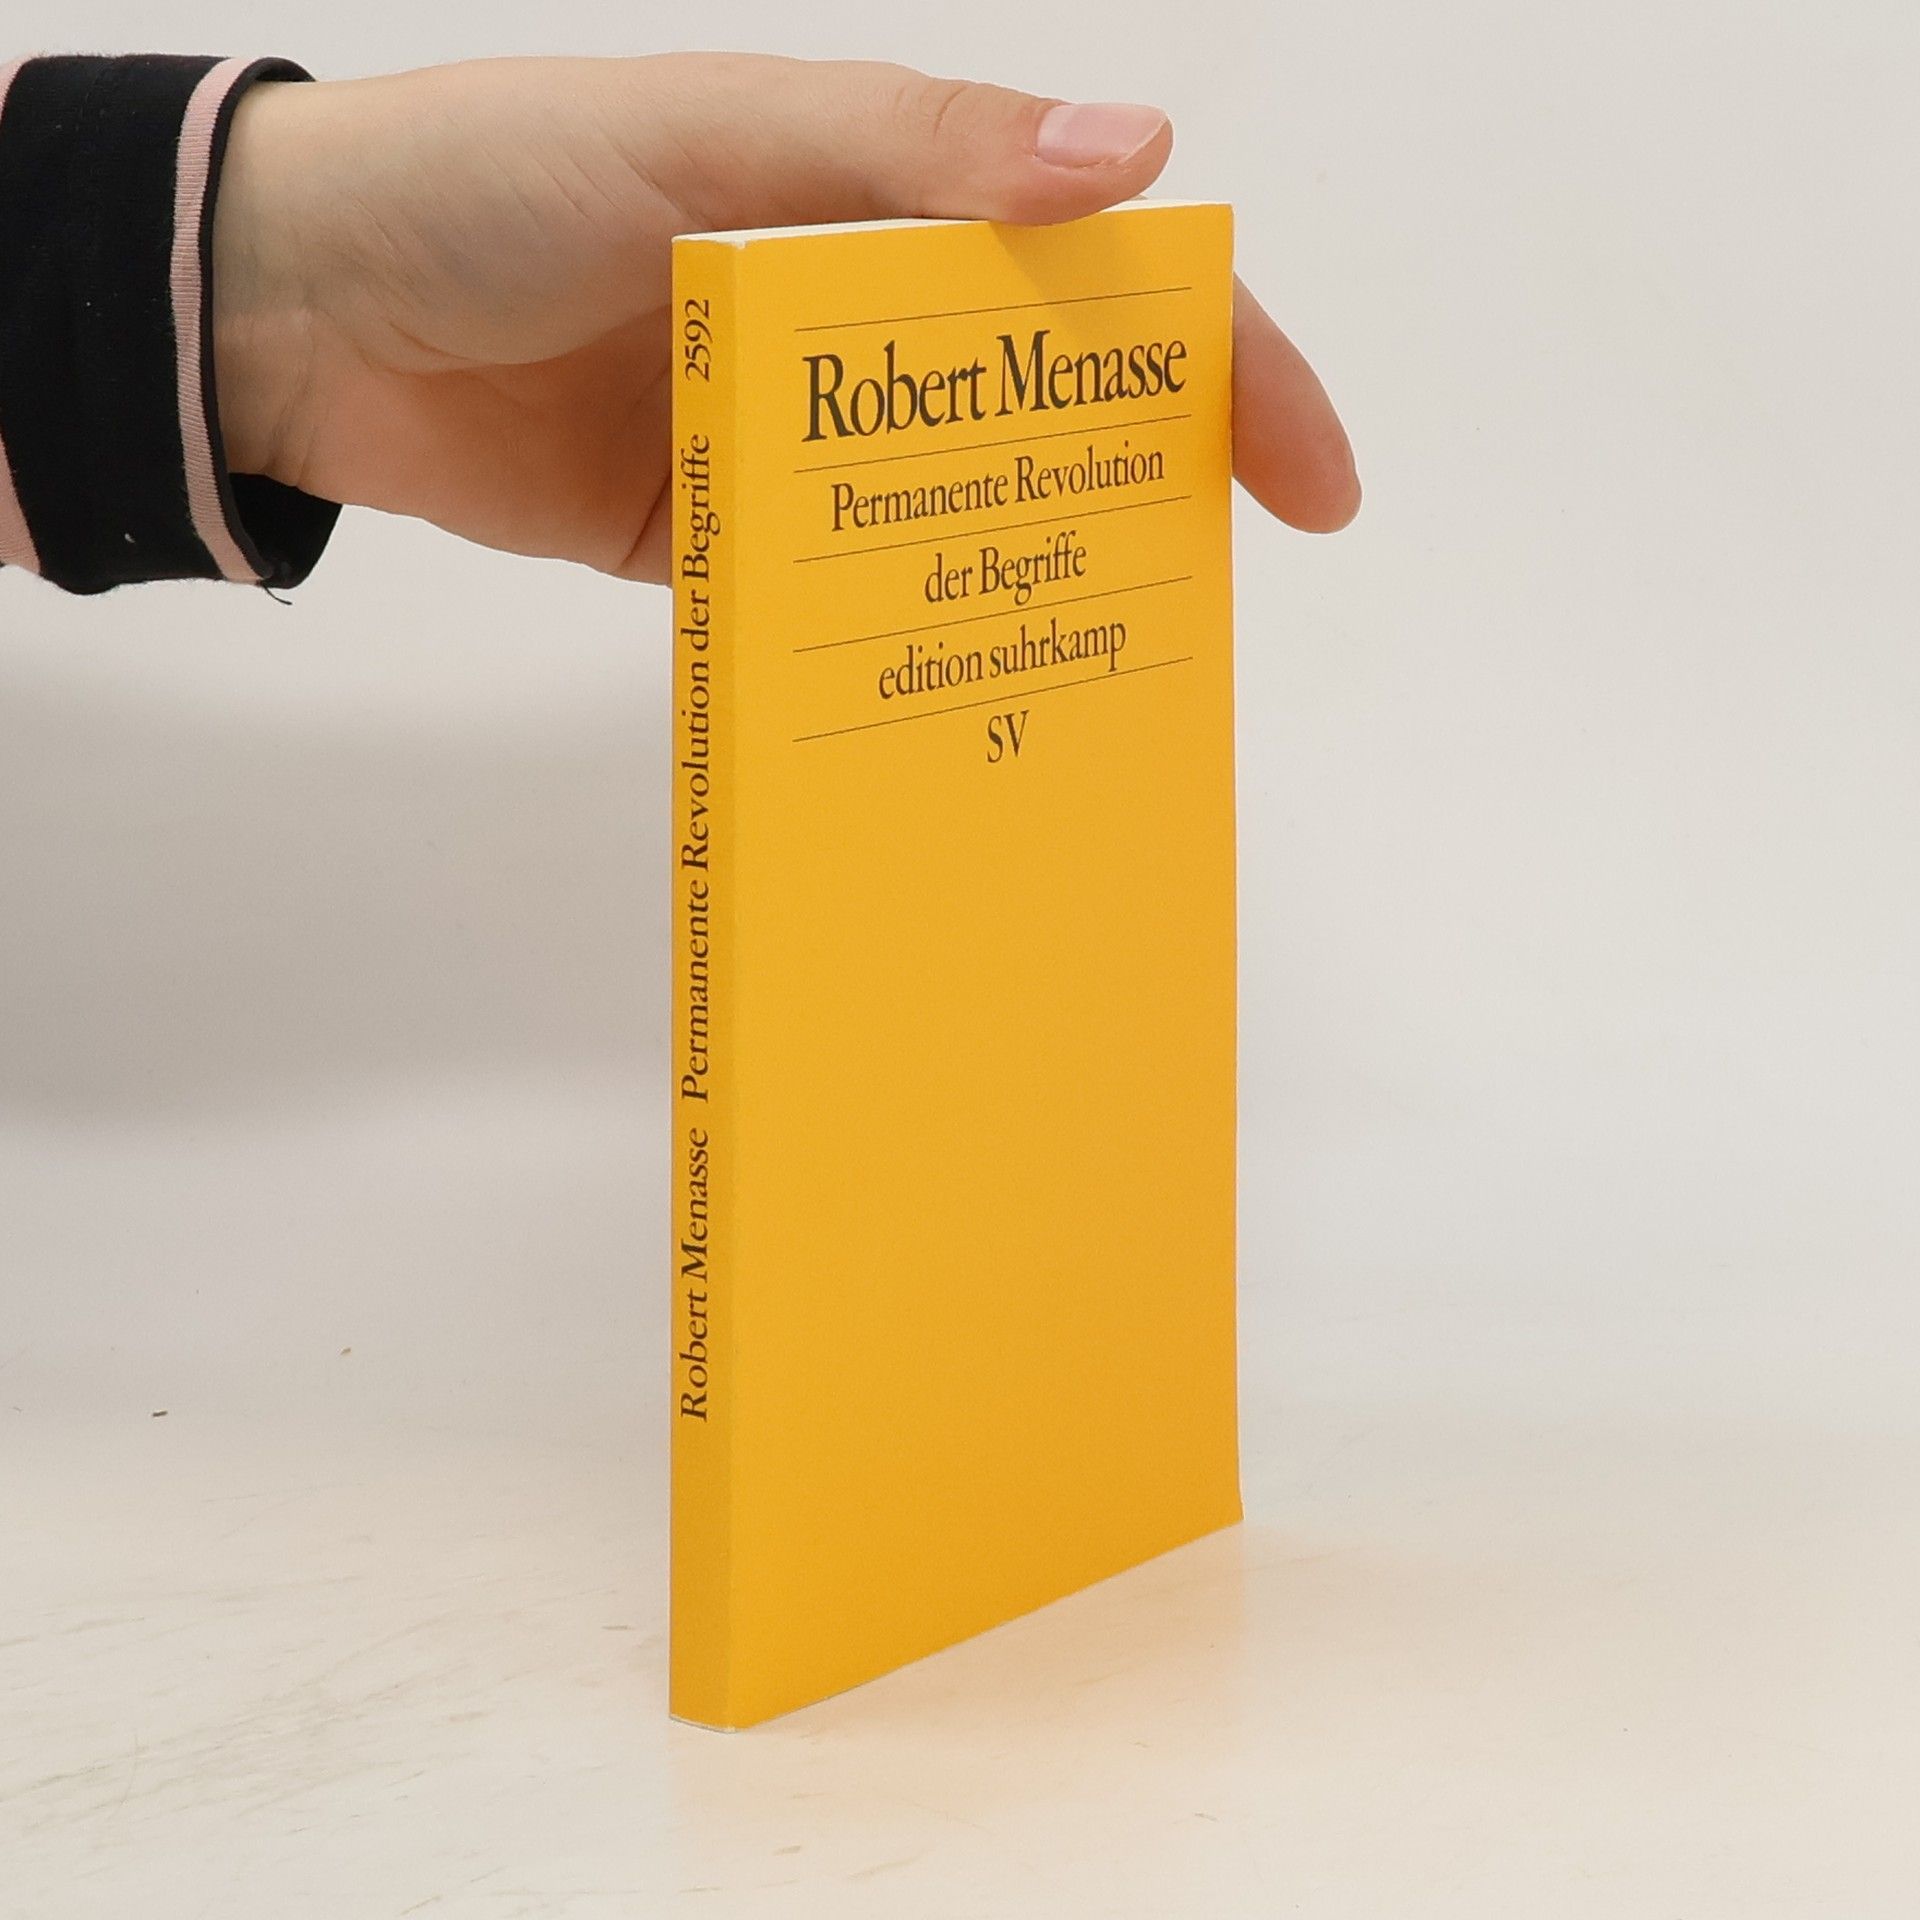 Robert Menasse
Permanente Revolution
der Begriffe
edition suhrkamp
SV
Robert Menasse Permanente Revolution der Begriffe 2592